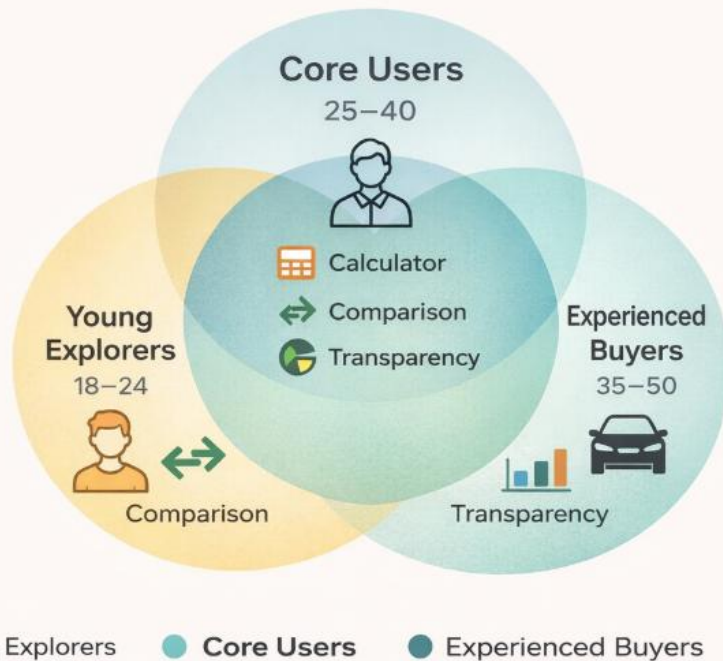 Core Users
25–40
Calculator
Comparison
Transparency
Young
Explorers
18–24
Comparison
Experienced
Buyers
35–50
Transparency
Explorers
Core Users
Experienced Buyers